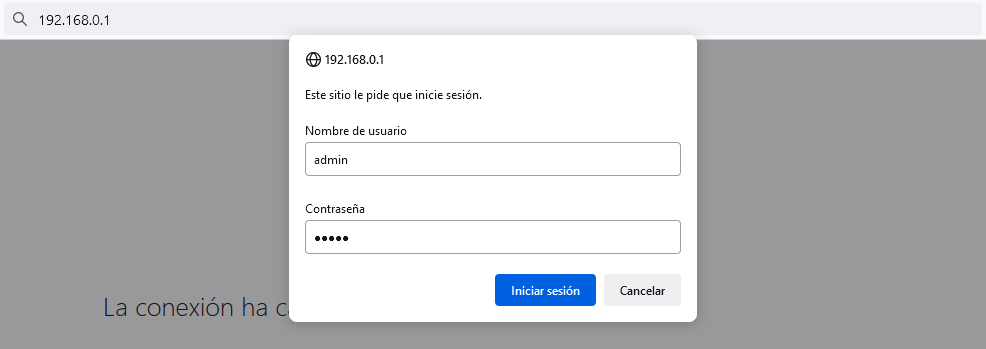 192.168.0.1
192.168.0.1
Este sitio le pide que inicie sesión.
Nombre de usuario
admin
Contraseña
•••••
Iniciar sesión
Cancelar
La conexión ha